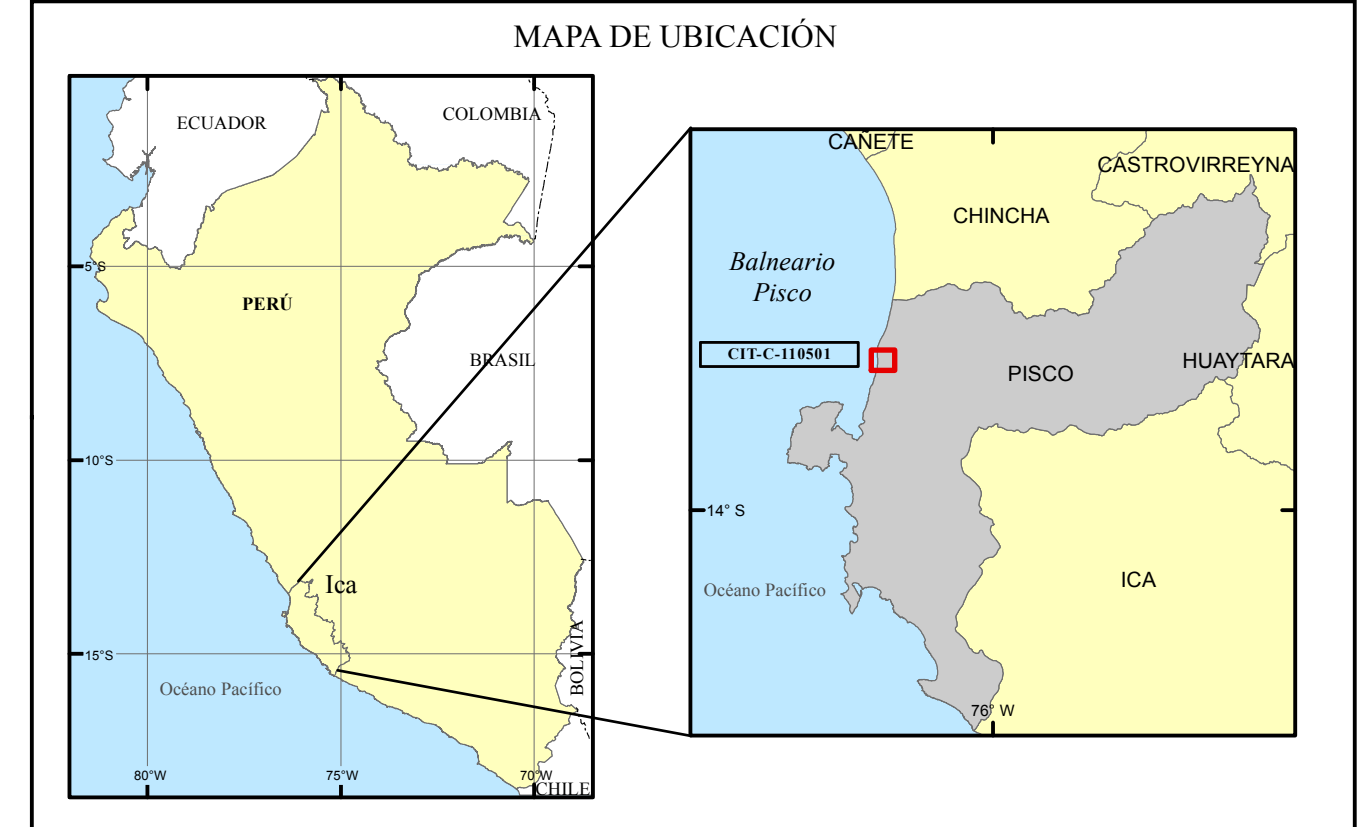 MAPA DE UBICACIÓN
ECUADOR
COLOMBIA
5°S
PERÚ
BRASIL
10°S
Ica
15°S
BOLIVIA
Océano Pacífico
80°W
75°W
70°W
CHILE
CAÑETE
CASTROVIRREYNA
CHINCHA
Balneario
Pisco
CIT-C-110501
PISCO
HUAYTARA
14° S
ICA
Océano Pacífico
76° W